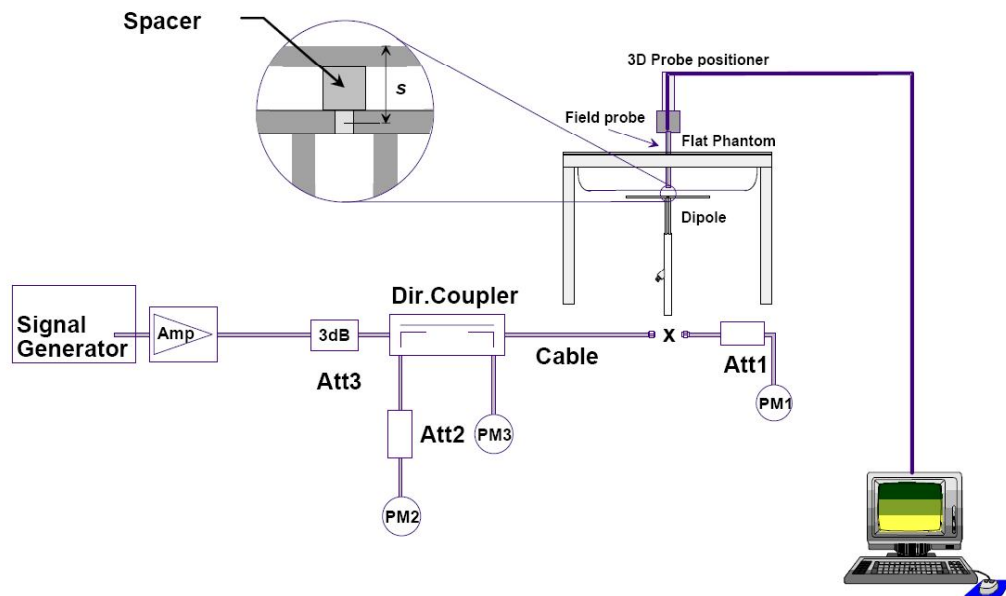 Spacer
s
3D Probe positioner
Field probe
Flat Phantom
Dipole
Signal
Generator
Amp
3dB
Att3
Dir.Coupler
Cable
x
Att1
PM1
Att2
PM3
PM2